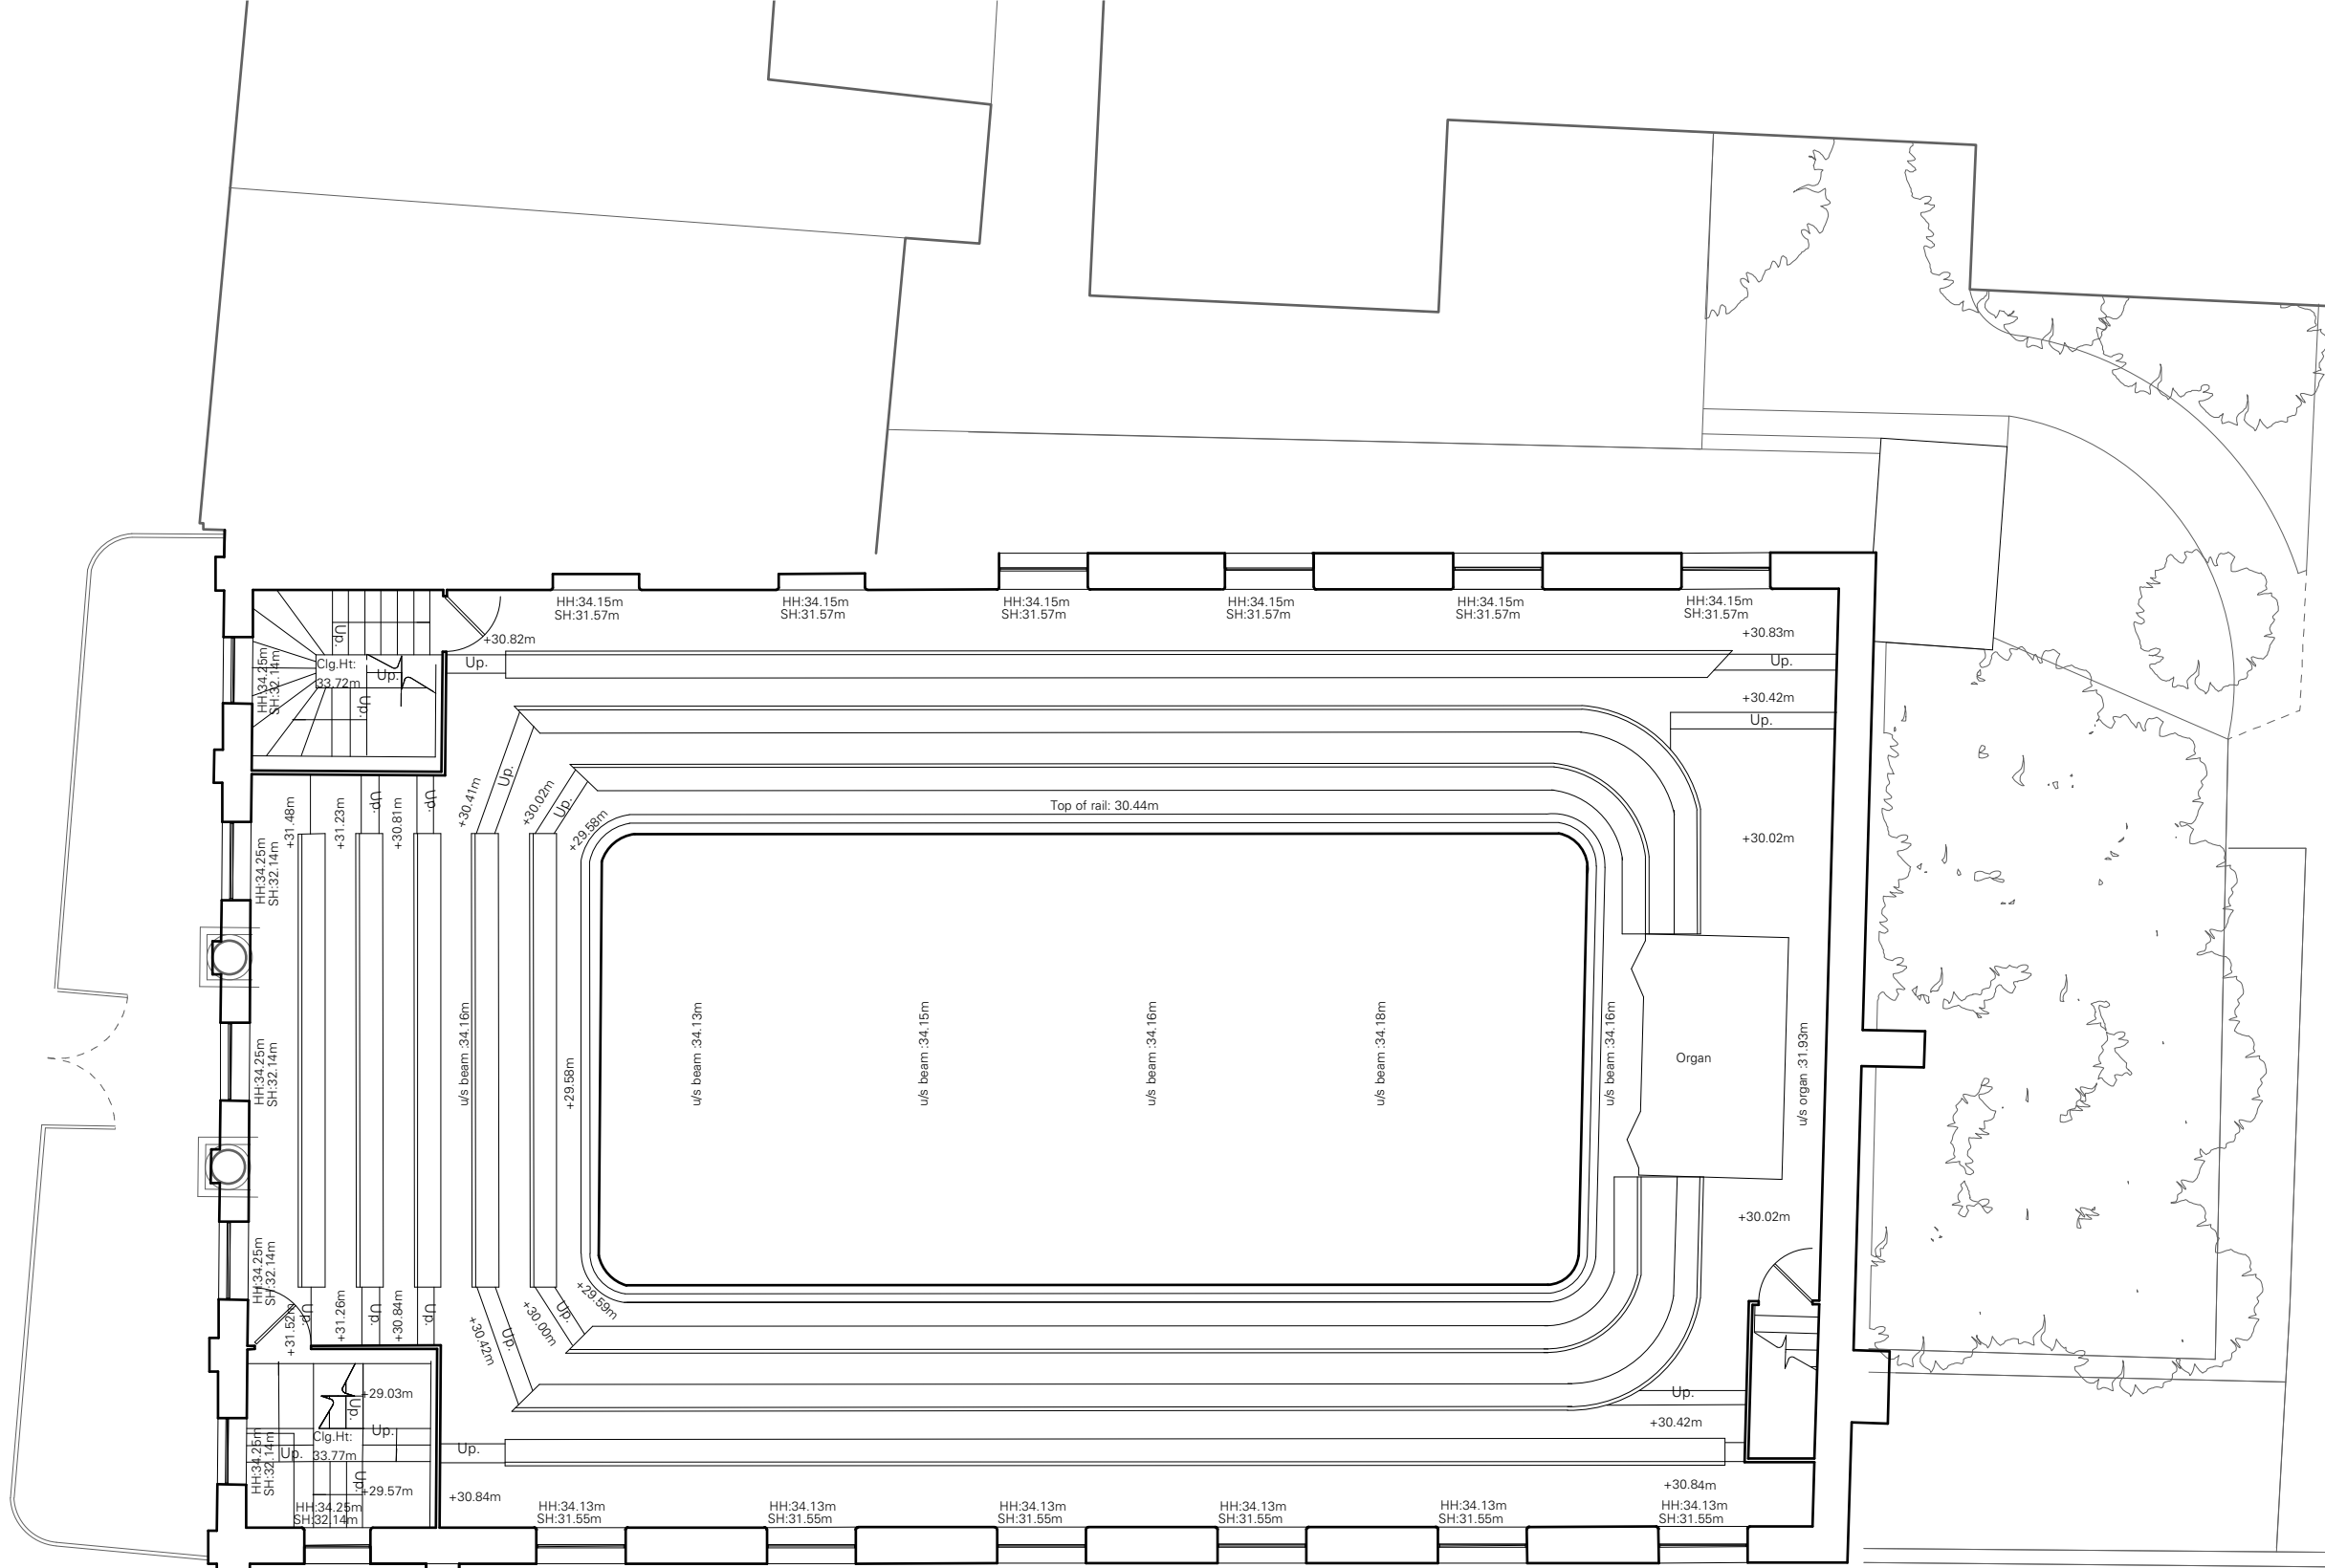 HH:34.15m
SH:31.57m
HH:34.15m
SH:31.57m
HH:34.15m
SH:31.57m
HH:34.15m
SH:31.57m
HH:34.15m
SH:31.57m
HH:34.15m
SH:31.57m
+30.82m
+30.83m
Up.
Up.
Up.
HH:34.25m
SH:32.14m
Clg.Ht:
33.72m
Up.
Up.
+30.42m
Up.
+31.48m
+31.23m
Up.
+30.81m
Up.
+30.41m
Up.
+30.02m
Up.
+29.58m
Top of rail: 30.44m
+30.02m
HH:34.25m
SH:32.14m
HH:34.25m
SH:32.14m
u/s beam :34.16m
+29.58m
u/s beam :34.13m
u/s beam :34.15m
u/s beam :34.16m
u/s beam :34.18m
u/s beam :34.16m
Organ
u/s organ :31.93m
+30.02m
HH:34.25m
SH:32.14m
+31.52m
Up.
+31.26m
Up.
+30.84m
Up.
+30.42m
Up.
+30.00m
Up.
+29.59m
+29.03m
Up.
Up.
Clg.Ht:
33.77m
Up.
Up.
+29.57m
HH:34.25m
SH:32.14m
HH:34.25m
SH:32.14m
Up.
+30.42m
Up.
+30.84m
+30.84m
HH:34.13m
SH:31.55m
HH:34.13m
SH:31.55m
HH:34.13m
SH:31.55m
HH:34.13m
SH:31.55m
HH:34.13m
SH:31.55m
HH:34.13m
SH:31.55m